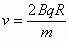 v = 2BqR / m